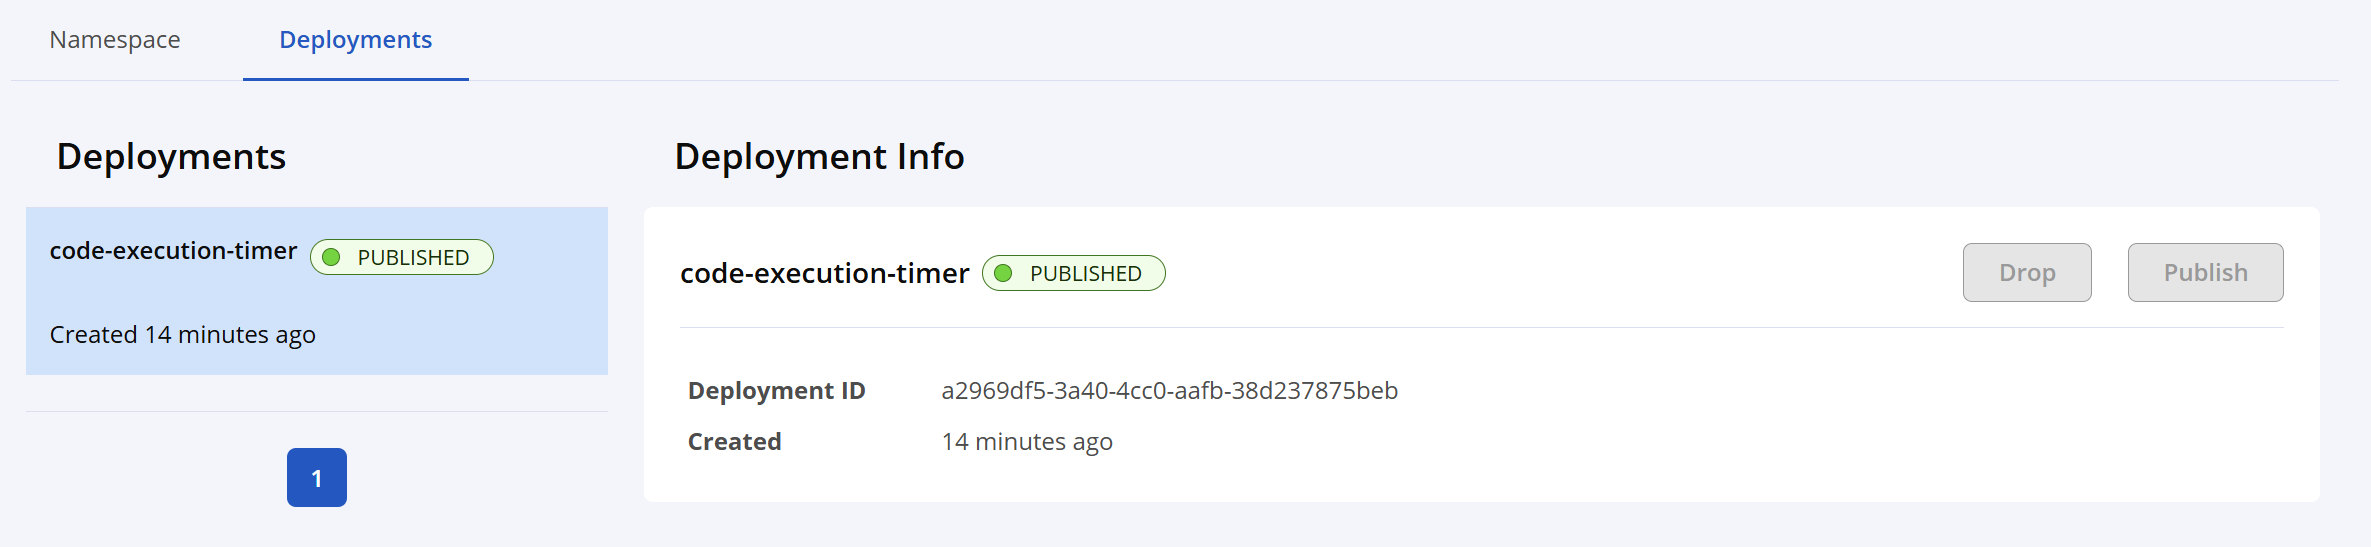 Namespace Deployments
Deployments
code-execution-timer PUBLISHED
Created 14 minutes ago
1
Deployment Info
code-execution-timer PUBLISHED Drop Publish
Deployment ID a2969df5-3a40-4cc0-aafb-38d237875beb
Created 14 minutes ago